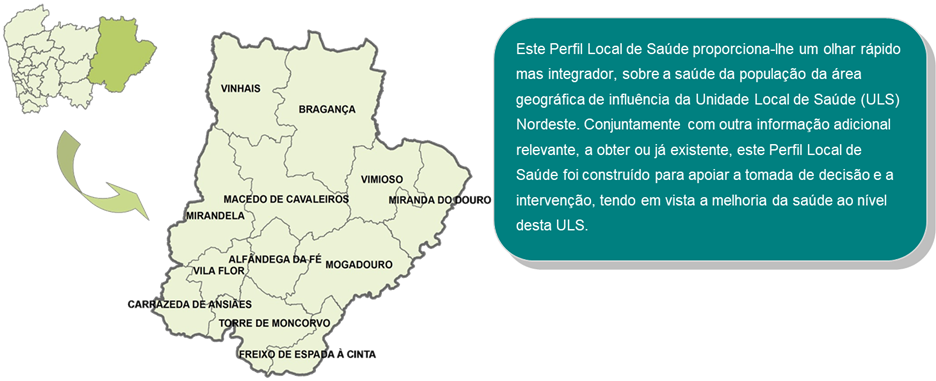 VINHAIS
BRAGANÇA
VIMIOSO
MACEDO DE CAVALEIROS
MIRANDA DO DOURO
MIRANDELA
ALFÂNDEGA DA FÉ
VILA FLOR
MOGADOURO
CARRAZEDA DE ANSIÃES
TORRE DE MONCORVO
FREIXO DE ESPADA À CINTA
Este Perfil Local de Saúde proporciona-lhe um olhar rápido
mas integrador, sobre a saúde da população da área
geográfica de influência da Unidade Local de Saúde (ULS)
Nordeste. Conjuntamente com outra informação adicional
relevante, a obter ou já existente, este Perfil Local de
Saúde foi construído para apoiar a tomada de decisão e a
intervenção, tendo em vista a melhoria da saúde ao nível
desta ULS.